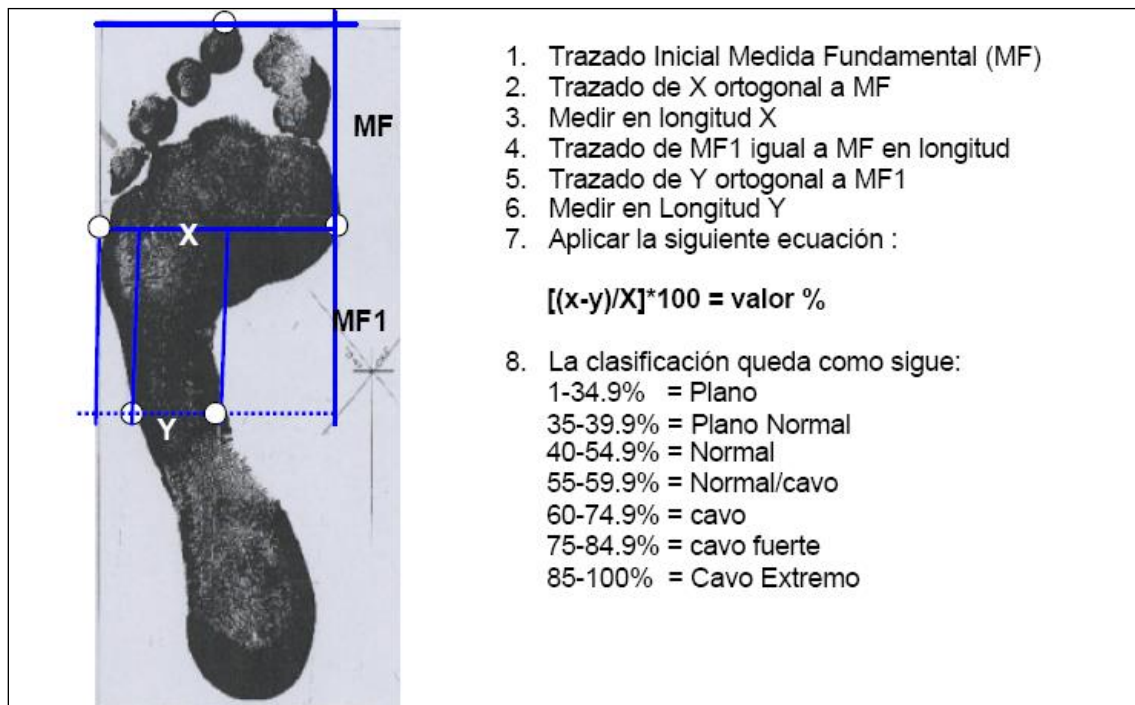 MF
X
MF1
Y
1. Trazado Inicial Medida Fundamental (MF)
2. Trazado de X ortogonal a MF
3. Medir en longitud X
4. Trazado de MF1 igual a MF en longitud
5. Trazado de Y ortogonal a MF1
6. Medir en Longitud Y
7. Aplicar la siguiente ecuación :
[(x-y)/X]*100 = valor %
8. La clasificación queda como sigue:
1-34.9% = Plano
35-39.9% = Plano Normal
40-54.9% = Normal
55-59.9% = Normal/cavo
60-74.9% = cavo
75-84.9% = cavo fuerte
85-100% = Cavo Extremo